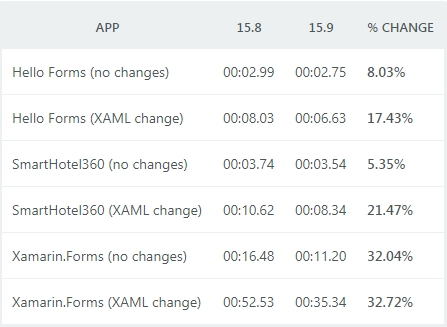 APP 15.8 15.9 % CHANGE
Hello Forms (no changes) 00:02.99 00:02.75 8.03%
Hello Forms (XAML change) 00:08.03 00:06.63 17.43%
SmartHotel360 (no changes) 00:03.74 00:03.54 5.35%
SmartHotel360 (XAML change) 00:10.62 00:08.34 21.47%
Xamarin.Forms (no changes) 00:16.48 00:11.20 32.04%
Xamarin.Forms (XAML change) 00:52.53 00:35.34 32.72%